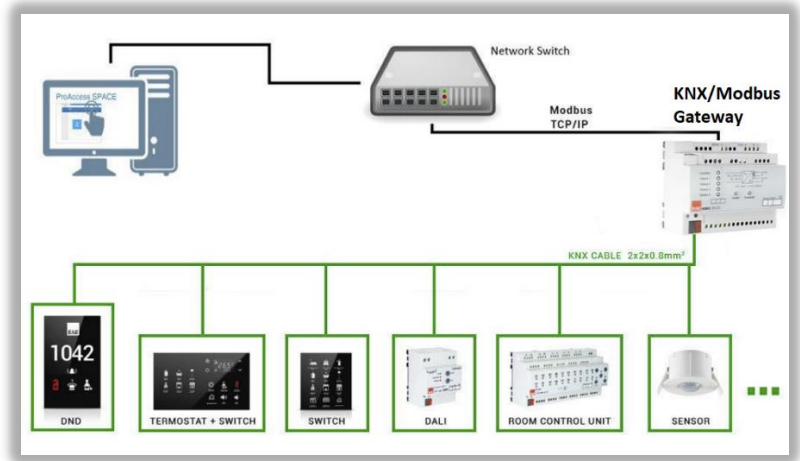 ProAccess SPACE
Network Switch
Modbus
TCP/IP
KNX/Modbus
Gateway
KNX CABLE 2x2x0.8mm²
1042
DND
TERMOSTAT + SWITCH
SWITCH
DALI
ROOM CONTROL UNIT
SENSOR